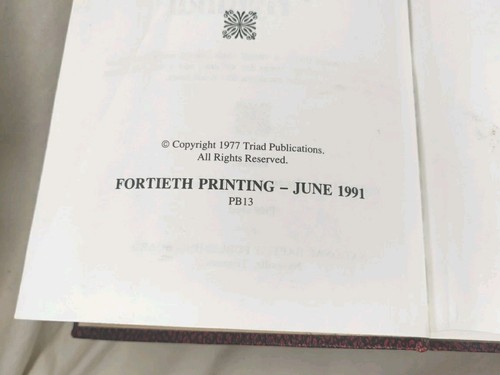 © Copyright 1977 Triad Publications.
All Rights Reserved.
FORTIETH PRINTING – JUNE 1991
PB13